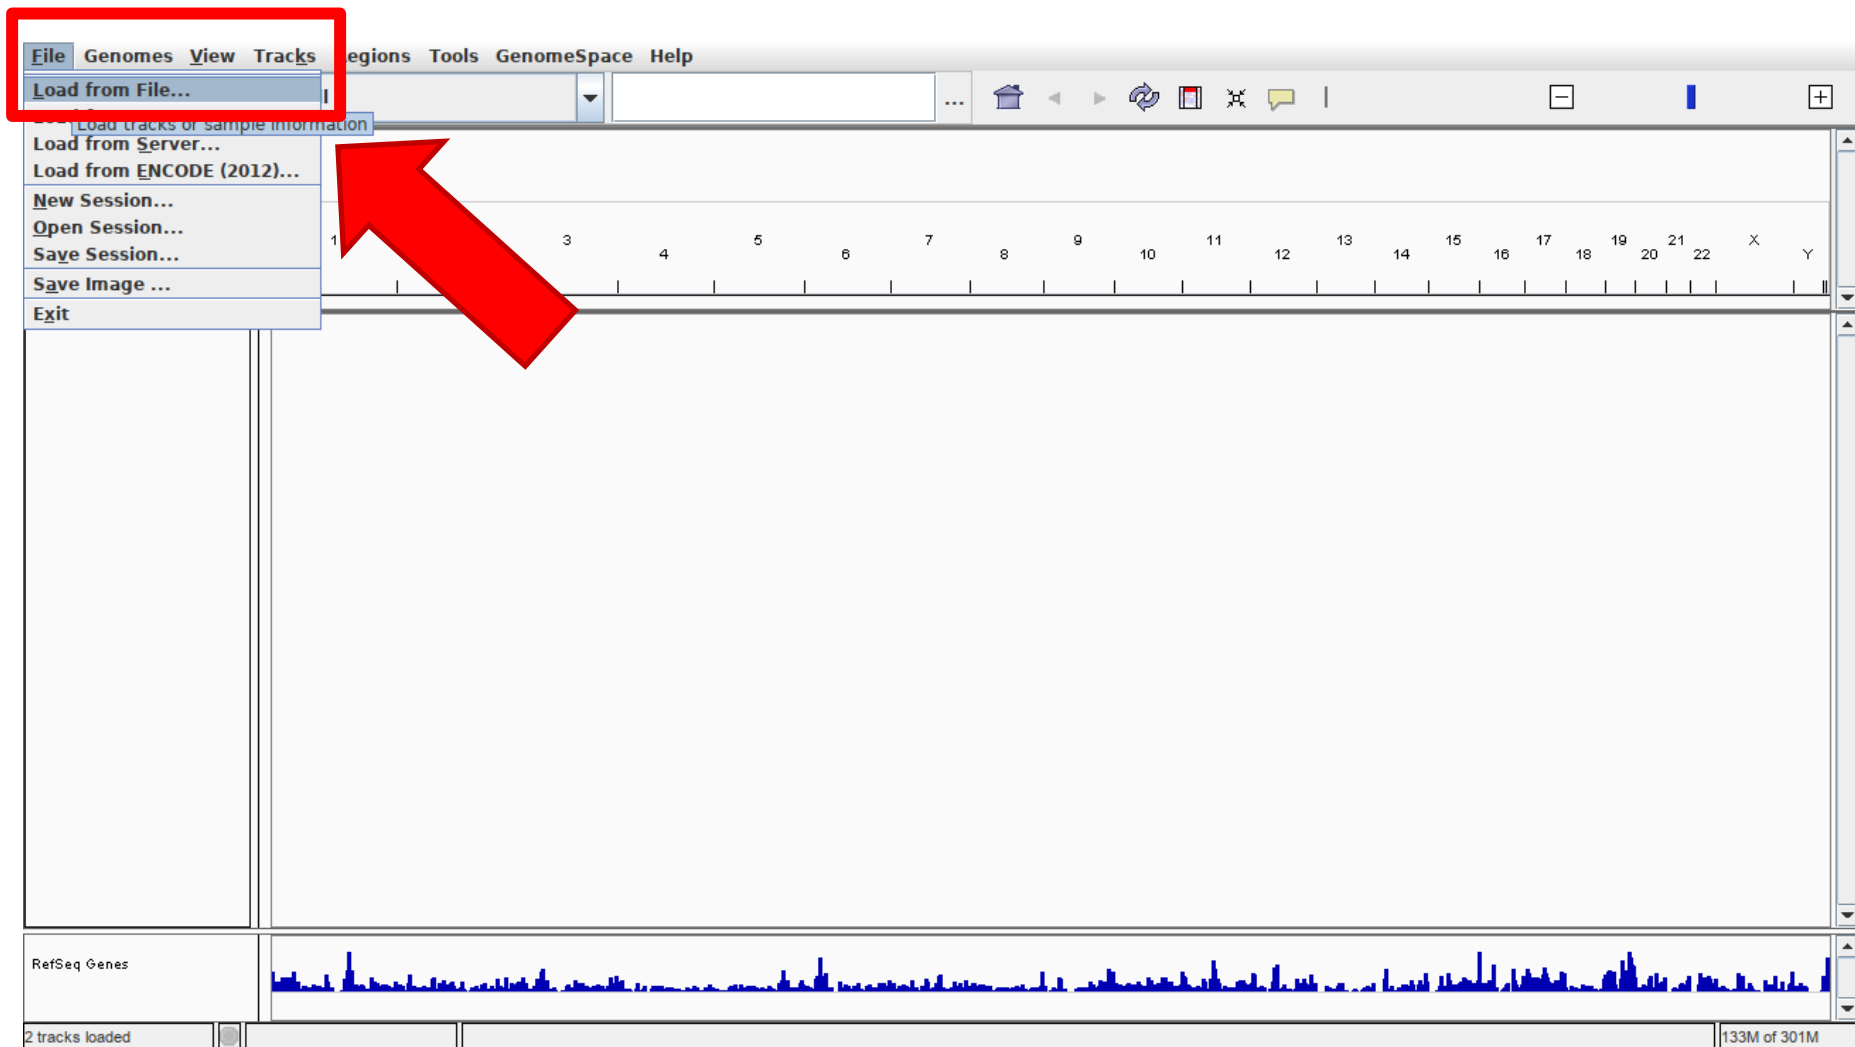 File Genomes View Tracks egions Tools GenomeSpace Help
Load from File...
Load tracks or sample information
Load from Server...
Load from ENCODE (2012)...
New Session...
Open Session...
Save Session...
Save Image ...
Exit
...
1 3 5 7 9 11 13 15 17 19 21 X
4 6 8 10 12 14 16 18 20 22 Y
RefSeq Genes
2 tracks loaded
133M of 301M